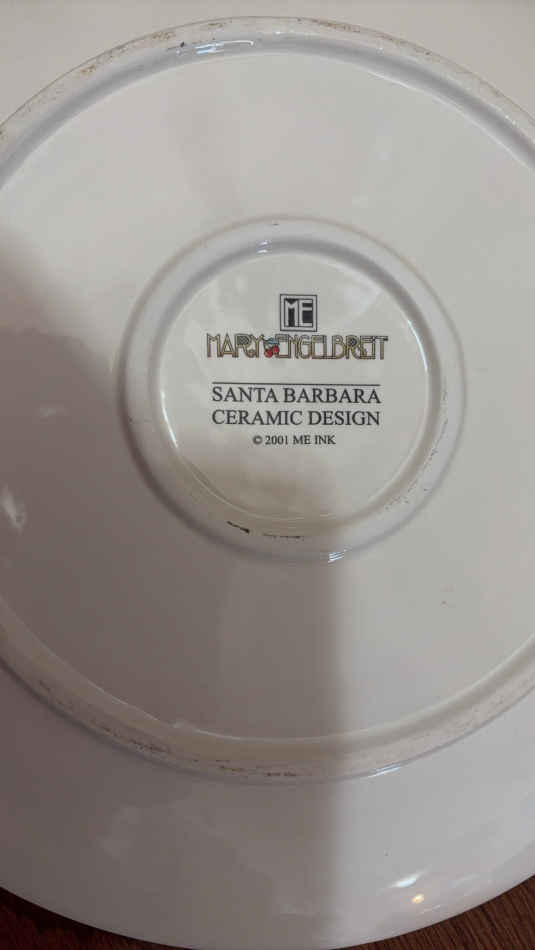 ME
MARY ENGELBREIT
SANTA BARBARA
CERAMIC DESIGN
© 2001 ME INK